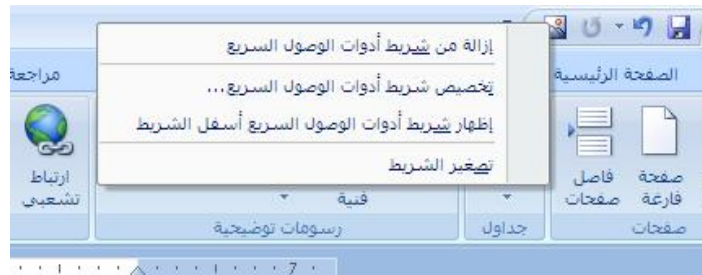 إزالة من شريط أدوات الوصول السريع
تخصيص شريط أدوات الوصول السريع...
إظهار شريط أدوات الوصول السريع أسفل الشريط
تصغير الشريط
الصفحة الرئيسية
مراجعة
صفحة فارغة
فاصل صفحات
فنية
ارتباط تشعبي
صفحات
جداول
رسومات توضيحية
7